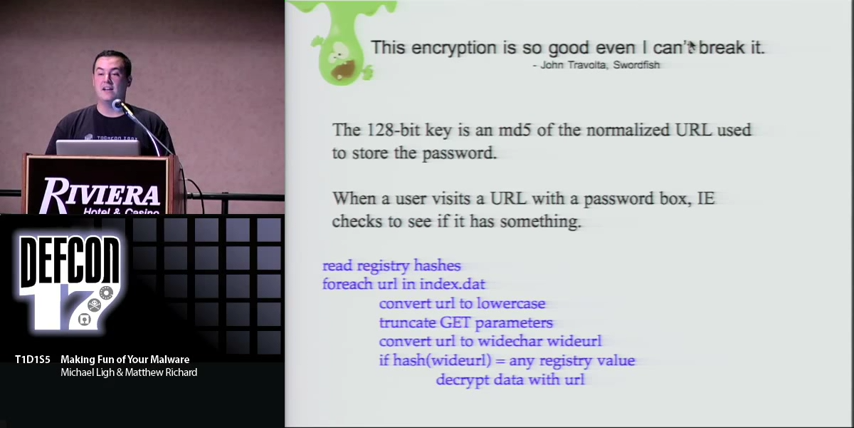 RIVIERA
Hotel & Casino
DEFCON
17
T1D1S5 Making Fun of Your Malware
Michael Ligh & Matthew Richard
This encryption is so good even I can't break it.
- John Travolta, Swordfish
The 128-bit key is an md5 of the normalized URL used
to store the password.
When a user visits a URL with a password box, IE
checks to see if it has something.
read registry hashes
foreach url in index.dat
convert url to lowercase
truncate GET parameters
convert url to widechar wideurl
if hash(wideurl) = any registry value
decrypt data with url